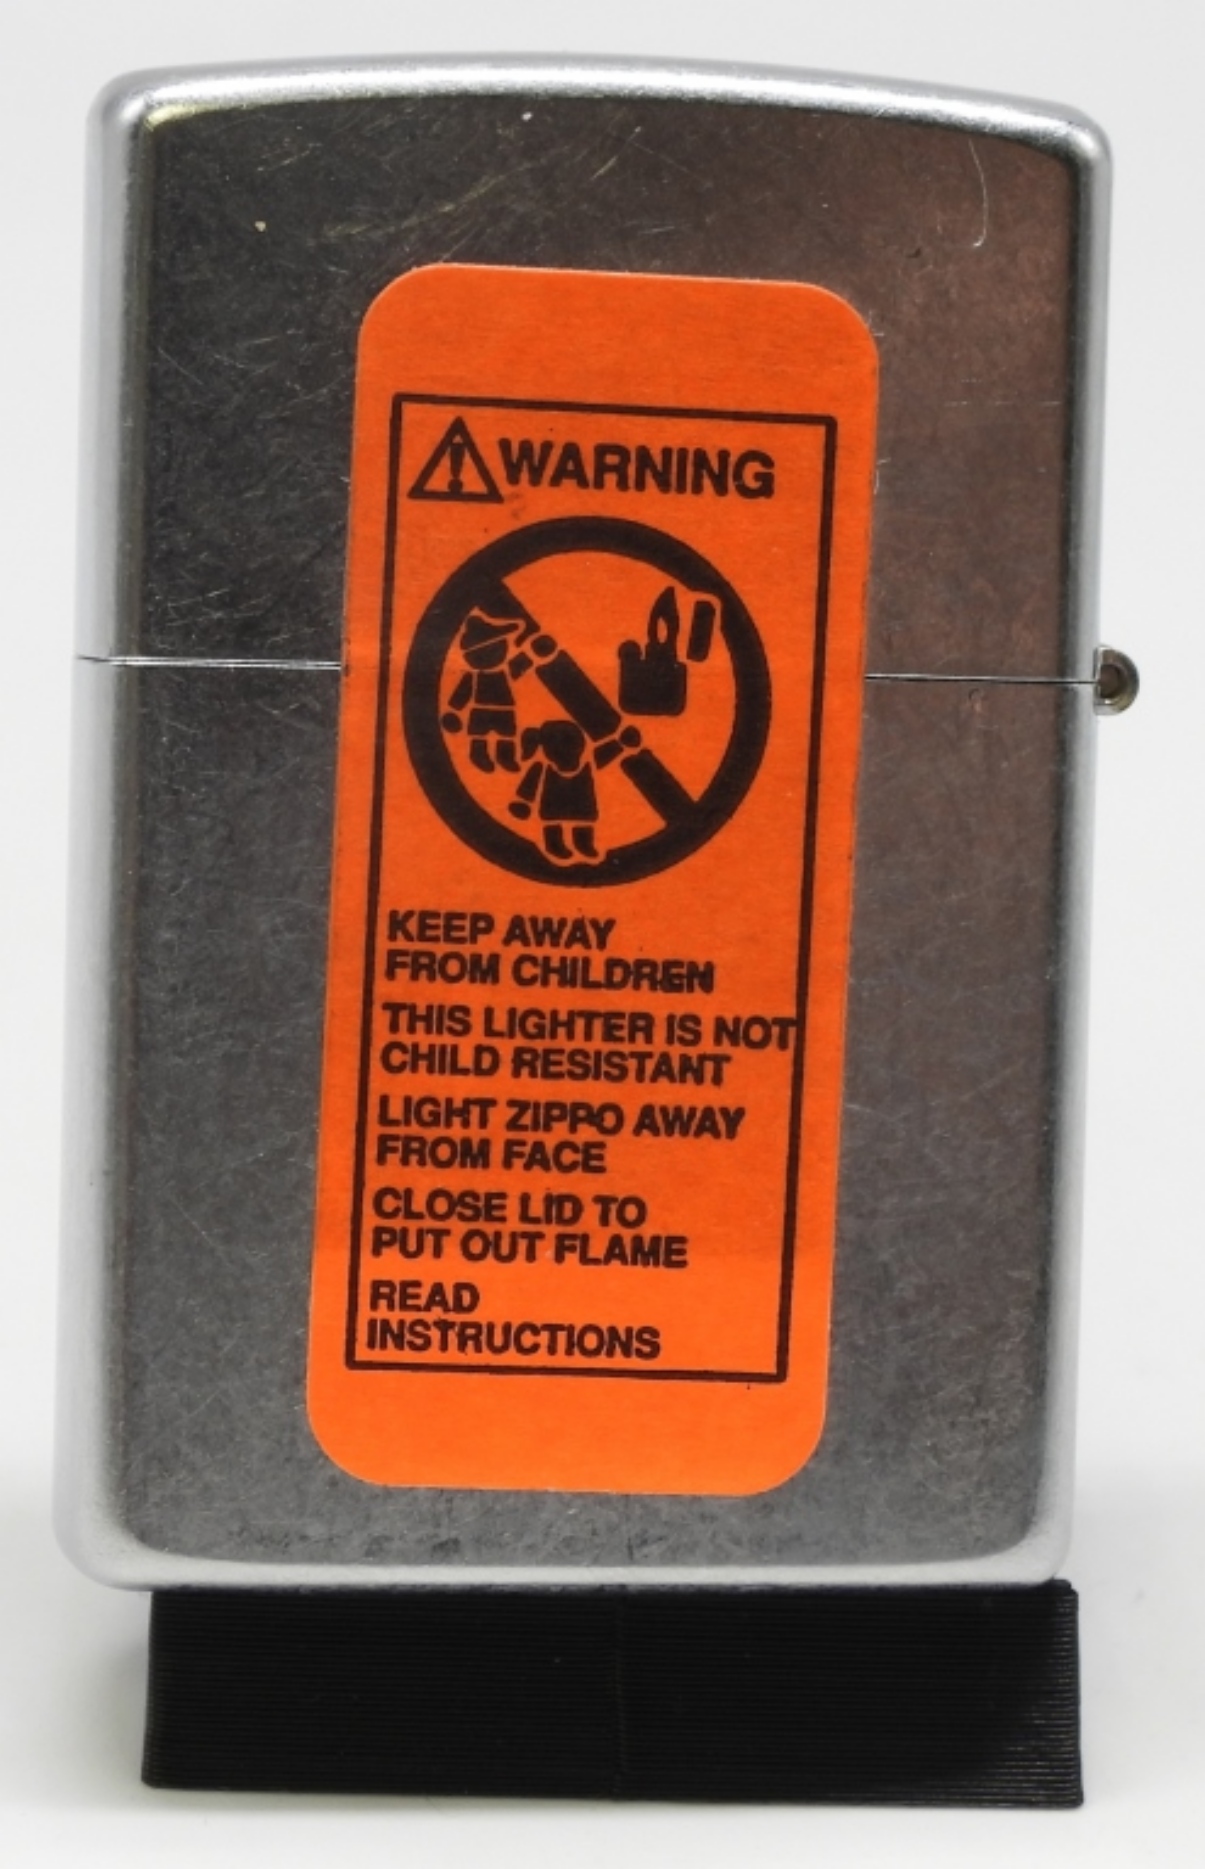 WARNING
KEEP AWAY
FROM CHILDREN
THIS LIGHTER IS NOT
CHILD RESISTANT
LIGHT ZIPPO AWAY
FROM FACE
CLOSE LID TO
PUT OUT FLAME
READ
INSTRUCTIONS